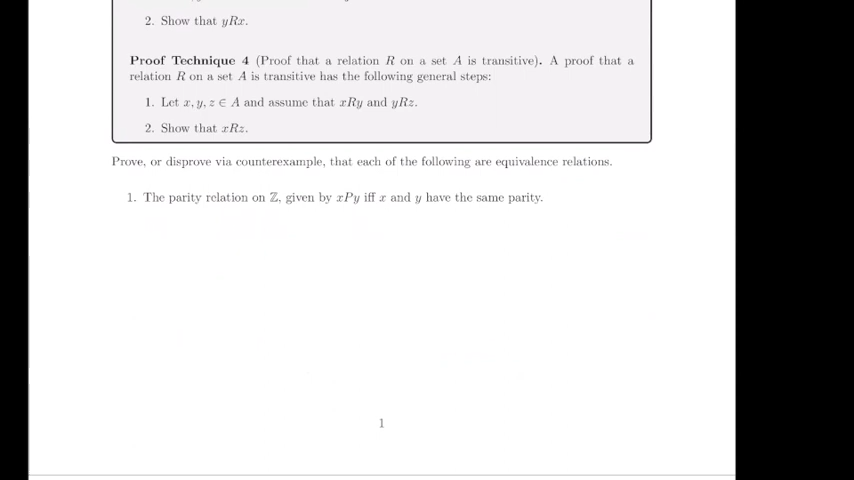 2. Show that yRx.
Proof Technique 4 (Proof that a relation R on a set A is transitive). A proof that a
relation R on a set A is transitive has the following general steps:
1. Let x, y, z ∈ A and assume that xRy and yRz.
2. Show that xRz.
Prove, or disprove via counterexample, that each of the following are equivalence relations.
1. The parity relation on ℤ, given by xPy iff x and y have the same parity.
1